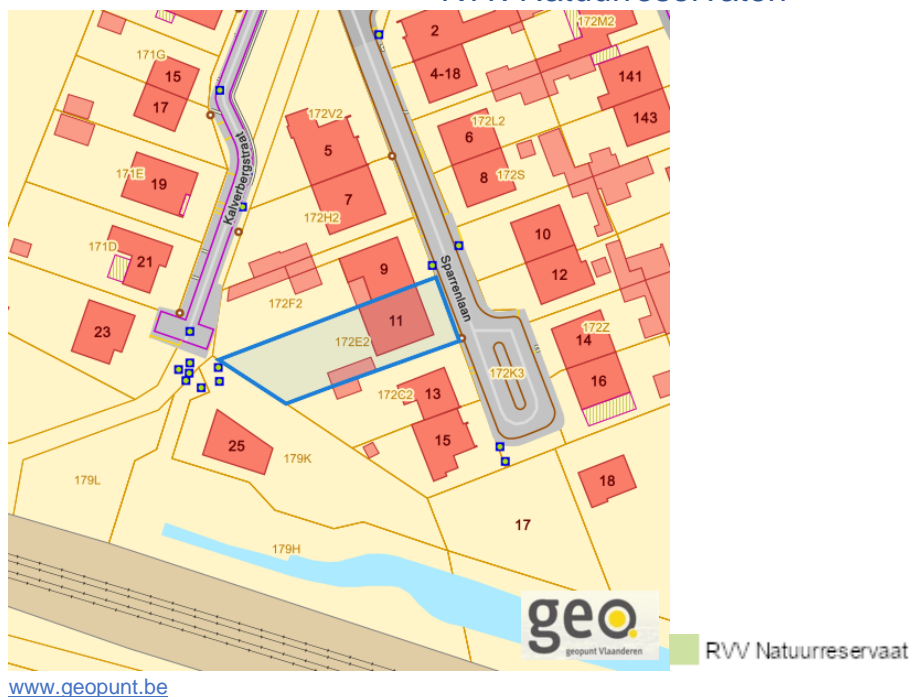 RVV Natuurreservaten
2
172M2
171G
15
4-18
141
17
172V2
172L2
143
6
5
Kalverbergstraat
8
172S
171E
19
7
172H2
10
171D
21
Sparrenlaan
9
12
172F2
11
23
172E2
172Z
14
172K3
16
172C2
13
15
25
179K
179L
18
17
179H
geo.
geopunt Vlaanderen
RVV Natuurreservaat
www.geopunt.be